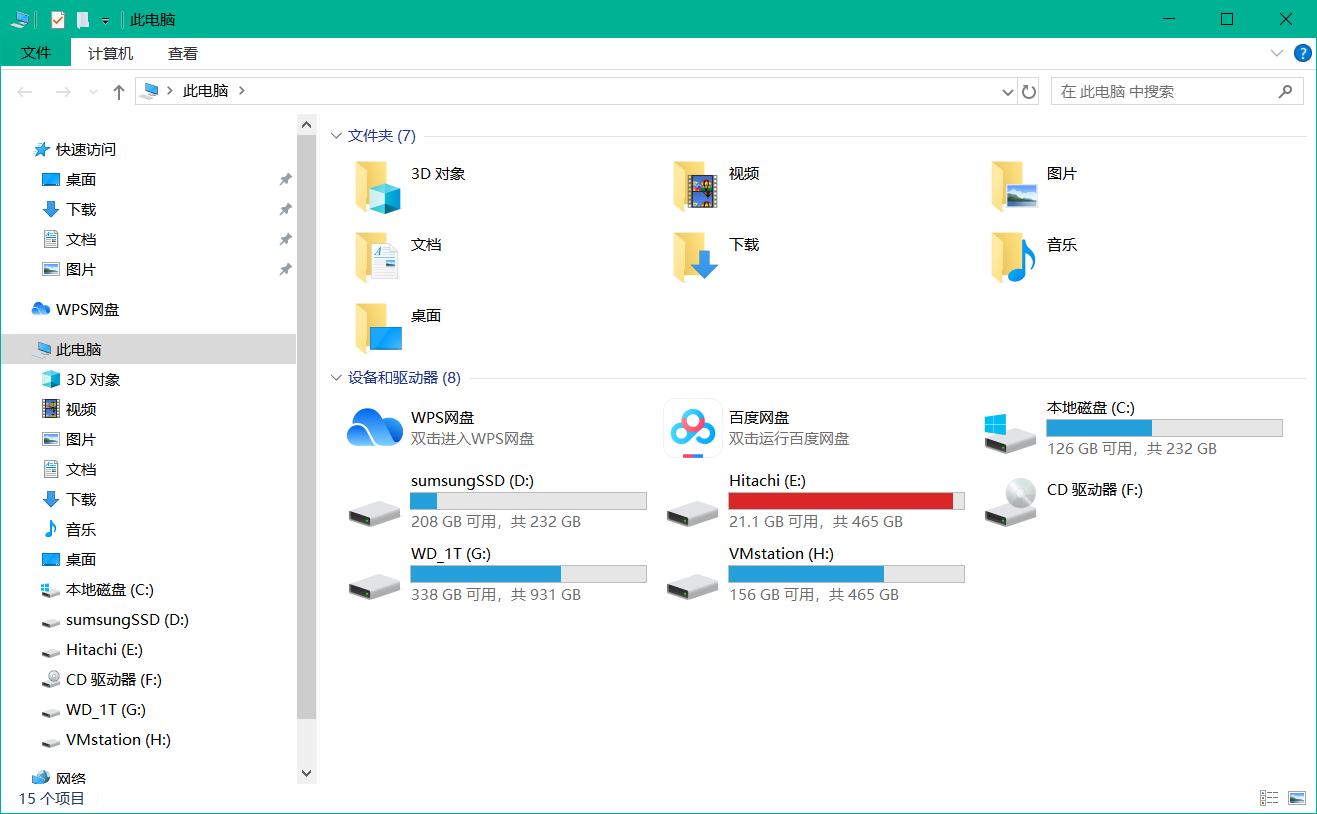 此电脑
文件 计算机 查看
此电脑
在 此电脑 中搜索
快速访问
桌面
下载
文档
图片
WPS网盘
此电脑
3D 对象
视频
图片
文档
下载
音乐
桌面
本地磁盘 (C:)
sumsungSSD (D:)
Hitachi (E:)
CD 驱动器 (F:)
WD_1T (G:)
VMstation (H:)
网络
文件夹 (7)
3D 对象
视频
图片
文档
下载
音乐
桌面
设备和驱动器 (8)
WPS网盘
双击进入WPS网盘
百度网盘
双击运行百度网盘
本地磁盘 (C:)
126 GB 可用，共 232 GB
sumsungSSD (D:)
208 GB 可用，共 232 GB
Hitachi (E:)
21.1 GB 可用，共 465 GB
CD 驱动器 (F:)
WD_1T (G:)
338 GB 可用，共 931 GB
VMstation (H:)
156 GB 可用，共 465 GB
15 个项目